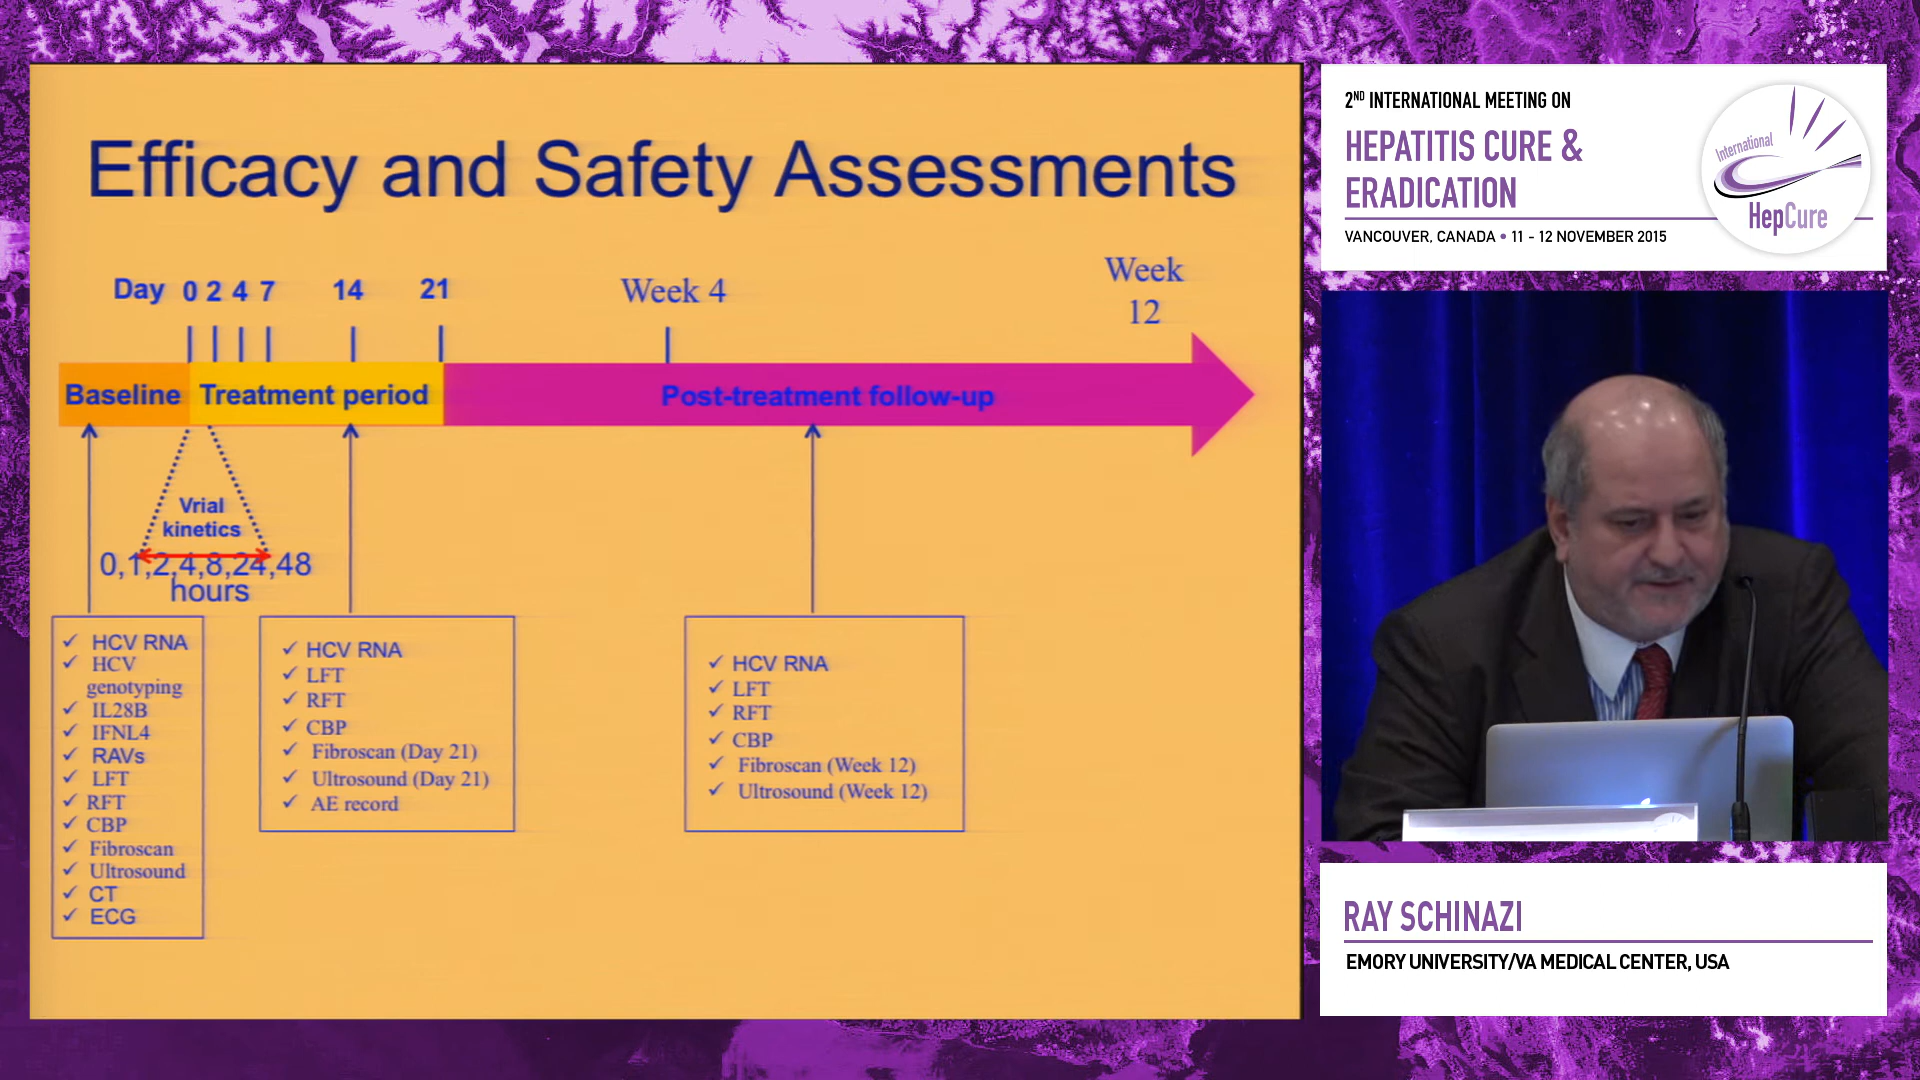 Efficacy and Safety Assessments
Day 0 2 4 7 14 21 Week 4 Week
12
Baseline Treatment period Post-treatment follow-up
Vrial
kinetics
0,1,2,4,8,24,48
hours
✓ HCV RNA
✓ HCV
genotyping
✓ IL28B
✓ IFNL4
✓ RAVs
✓ LFT
✓ RFT
✓ CBP
✓ Fibroscan
✓ Ultrosound
✓ CT
✓ ECG
✓ HCV RNA
✓ LFT
✓ RFT
✓ CBP
✓ Fibroscan (Day 21)
✓ Ultrosound (Day 21)
✓ AE record
✓ HCV RNA
✓ LFT
✓ RFT
✓ CBP
✓ Fibroscan (Week 12)
✓ Ultrosound (Week 12)
2ND INTERNATIONAL MEETING ON
HEPATITIS CURE &
ERADICATION
VANCOUVER, CANADA • 11 - 12 NOVEMBER 2015
International
HepCure
RAY SCHINAZI
EMORY UNIVERSITY/VA MEDICAL CENTER, USA